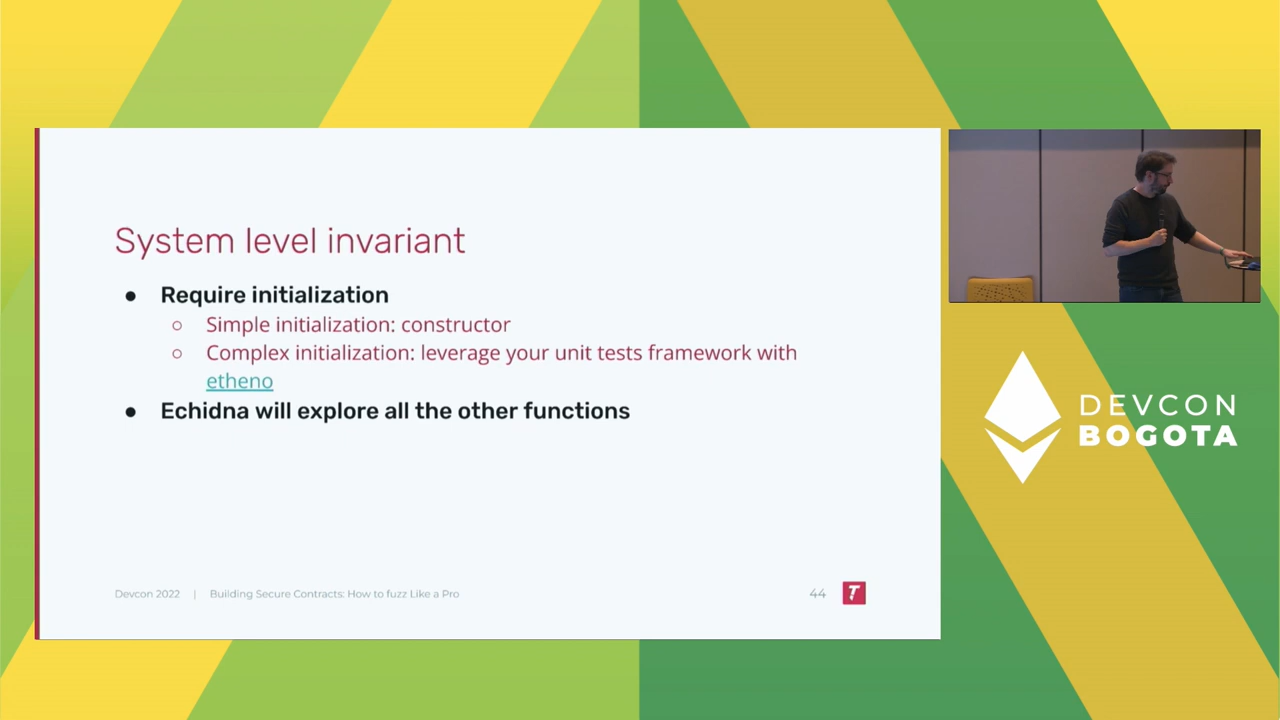 System level invariant
● Require initialization
○ Simple initialization: constructor
○ Complex initialization: leverage your unit tests framework with
etheno
● Echidna will explore all the other functions
Devcon 2022 | Building Secure Contracts: How to fuzz Like a Pro
44
DEVCON
BOGOTA